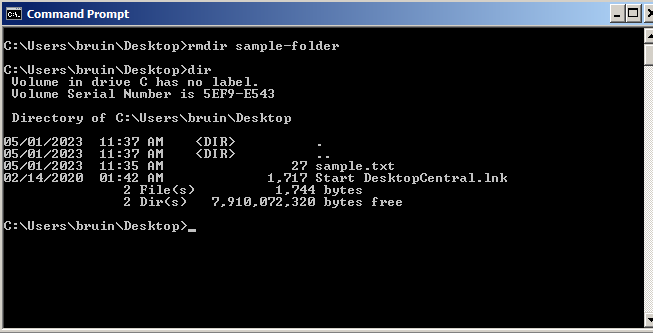 Command Prompt
C:\Users\bruin\Desktop>rmdir sample-folder
C:\Users\bruin\Desktop>dir
 Volume in drive C has no label.
 Volume Serial Number is 5EF9-E543
 Directory of C:\Users\bruin\Desktop
05/01/2023  11:37 AM    <DIR>          .
05/01/2023  11:37 AM    <DIR>          ..
05/01/2023  11:35 AM                27 sample.txt
02/14/2020  01:42 AM             1,717 Start DesktopCentral.lnk
               2 File(s)          1,744 bytes
               2 Dir(s)   7,910,072,320 bytes free
C:\Users\bruin\Desktop>_